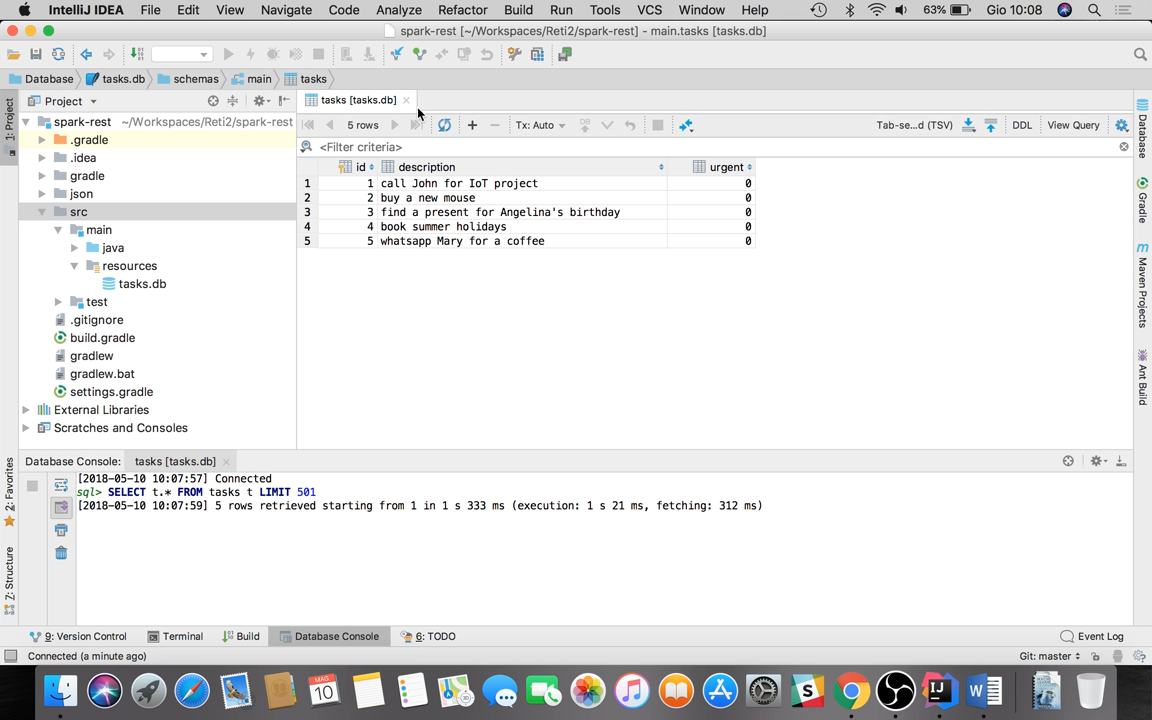 IntelliJ IDEA File Edit View Navigate Code Analyze Refactor Build Run Tools VCS Window Help 63% Gio 10:08
spark-rest [~/Workspaces/Reti2/spark-rest] - main.tasks [tasks.db]
Database tasks.db schemas main tasks
Project
tasks [tasks.db]
5 rows Tx: Auto DB Tab-se...d (TSV) DDL View Query
<Filter criteria>
id description urgent
1 1 call John for IoT project 0
2 2 buy a new mouse 0
3 3 find a present for Angelina's birthday 0
4 4 book summer holidays 0
5 5 whatsapp Mary for a coffee 0
spark-rest ~/Workspaces/Reti2/spark-rest
.gradle
.idea
gradle
json
src
main
java
resources
tasks.db
test
.gitignore
build.gradle
gradlew
gradlew.bat
settings.gradle
External Libraries
Scratches and Consoles
1: Project
2: Favorites
Z: Structure
Database
Gradle
m Maven Projects
Ant Build
Database Console: tasks [tasks.db]
[2018-05-10 10:07:57] Connected
sql> SELECT t.* FROM tasks t LIMIT 501
[2018-05-10 10:07:59] 5 rows retrieved starting from 1 in 1 s 333 ms (execution: 1 s 21 ms, fetching: 312 ms)
9: Version Control Terminal Build Database Console 6: TODO Event Log
Connected (a minute ago) Git: master
MAG
10
IJ
W